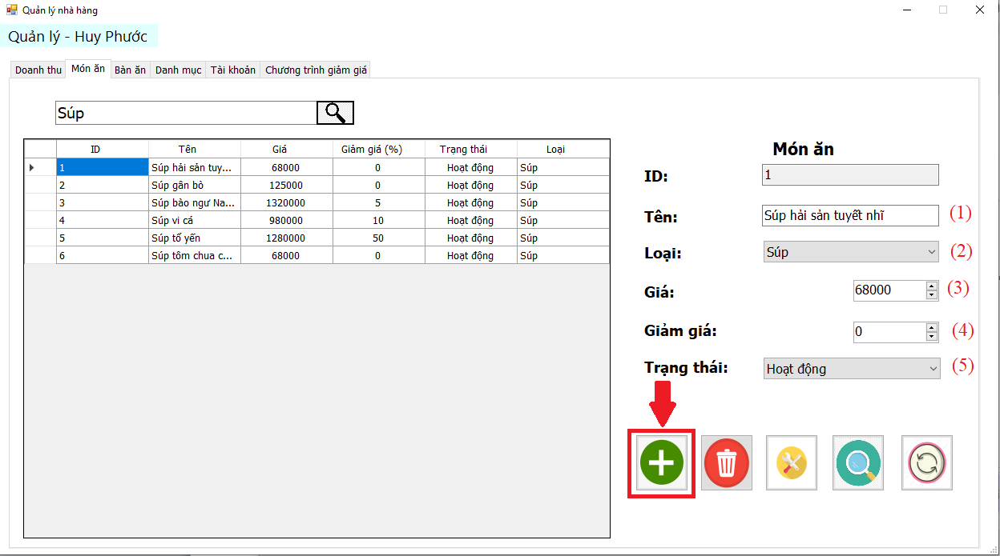 Quản lý nhà hàng
Quản lý - Huy Phước
Doanh thu Món ăn Bàn ăn Danh mục Tài khoản Chương trình giảm giá
Súp
ID Tên Giá Giảm giá (%) Trạng thái Loại
1 Súp hải sản tuy... 68000 0 Hoạt động Súp
2 Súp gân bò 125000 0 Hoạt động Súp
3 Súp bào ngư Na... 1320000 5 Hoạt động Súp
4 Súp vi cá 980000 10 Hoạt động Súp
5 Súp tổ yến 1280000 50 Hoạt động Súp
6 Súp tôm chua c... 68000 0 Hoạt động Súp
Món ăn
ID: 1
Tên: Súp hải sản tuyết nhĩ (1)
Loại: Súp (2)
Giá: 68000 (3)
Giảm giá: 0 (4)
Trạng thái: Hoạt động (5)